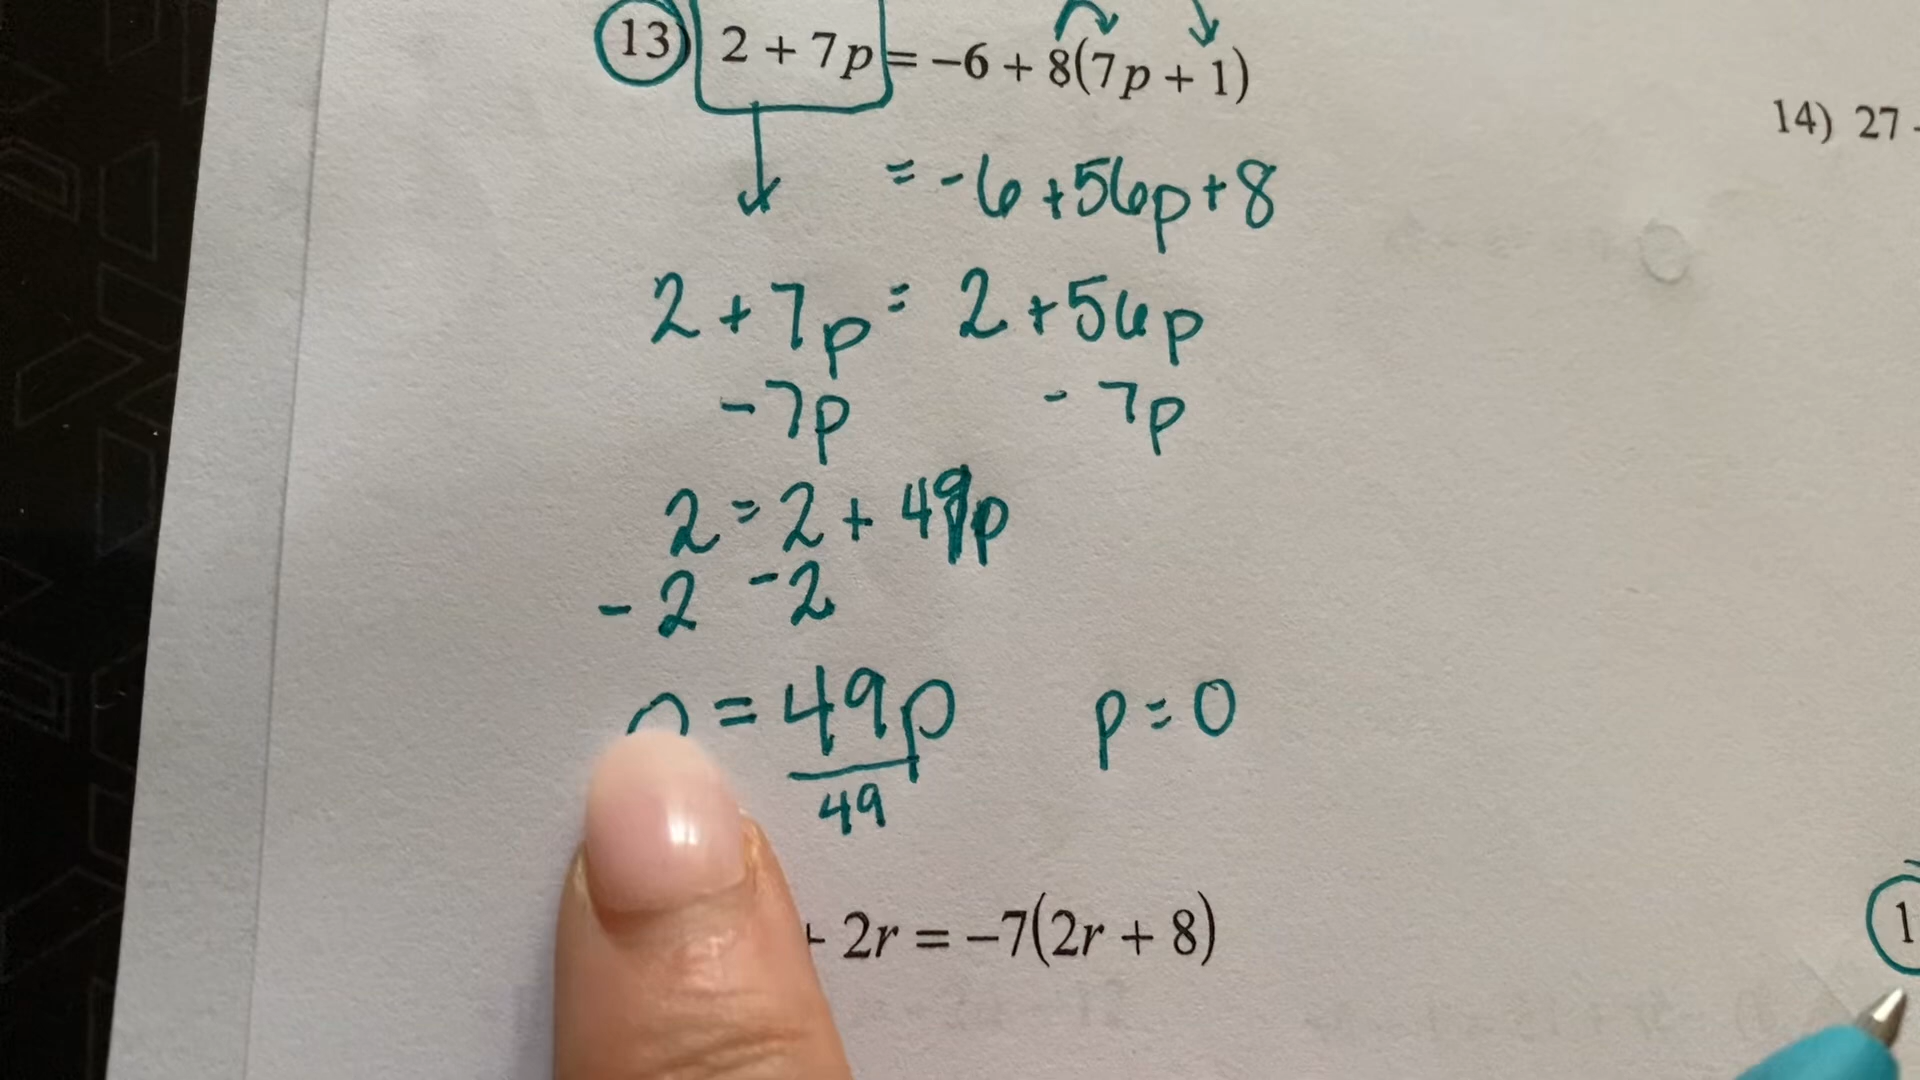 13) 2 + 7p = −6 + 8(7p + 1)
14) 27 -
= -6 + 56p + 8
2 + 7p = 2 + 56p
-7p - 7p
2 = 2 + 49p
-2 -2
= 49p p = 0
49
+ 2r = −7(2r + 8)
1